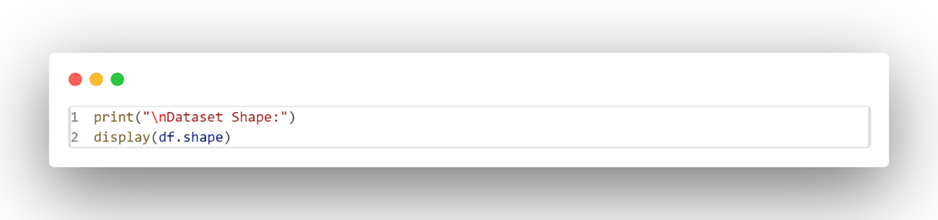 1 print("\nDataset Shape:")
2 display(df.shape)